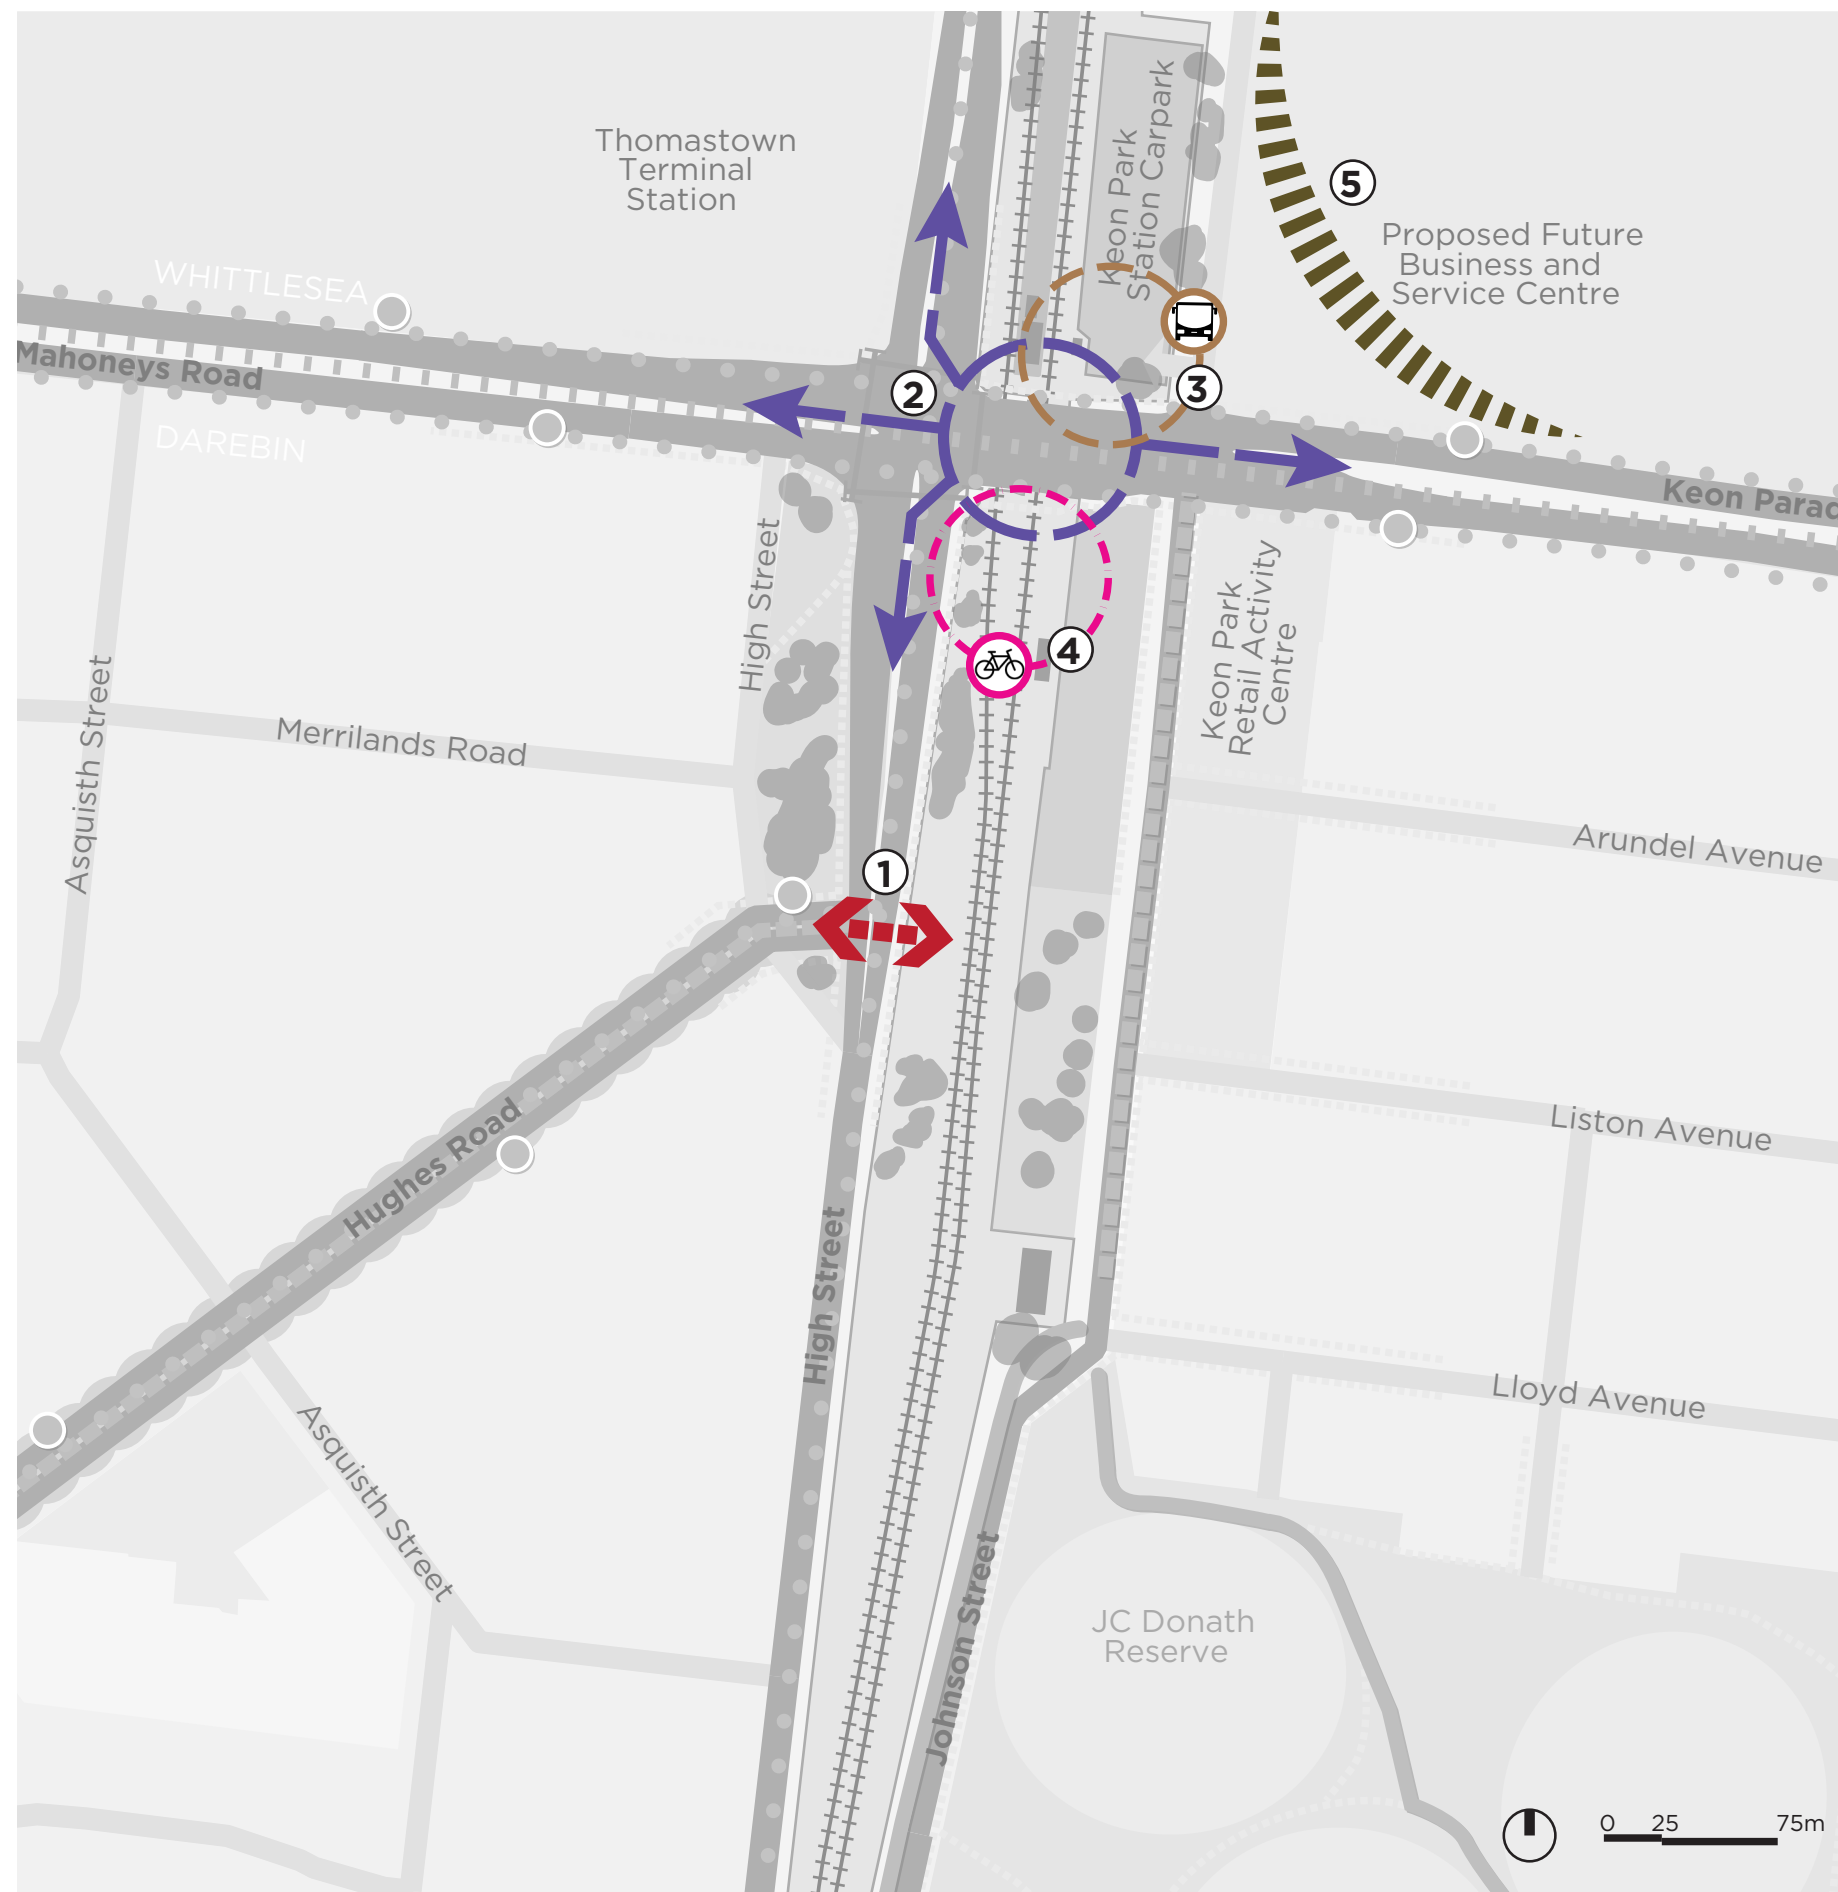 Thomastown
Terminal
Station
Keon Park
Station Carpark
5
Proposed Future
Business and
Service Centre
WHITTLESEA
Mahoneys Road
DAREBIN
2
3
Keon Parad
High Street
4
Keon Park
Retail Activity
Centre
Asquisth Street
Merrilands Road
Arundel Avenue
1
Hughes Road
Liston Avenue
High Street
Lloyd Avenue
Asquisth Street
Johnson Street
JC Donath
Reserve
0 25 75m